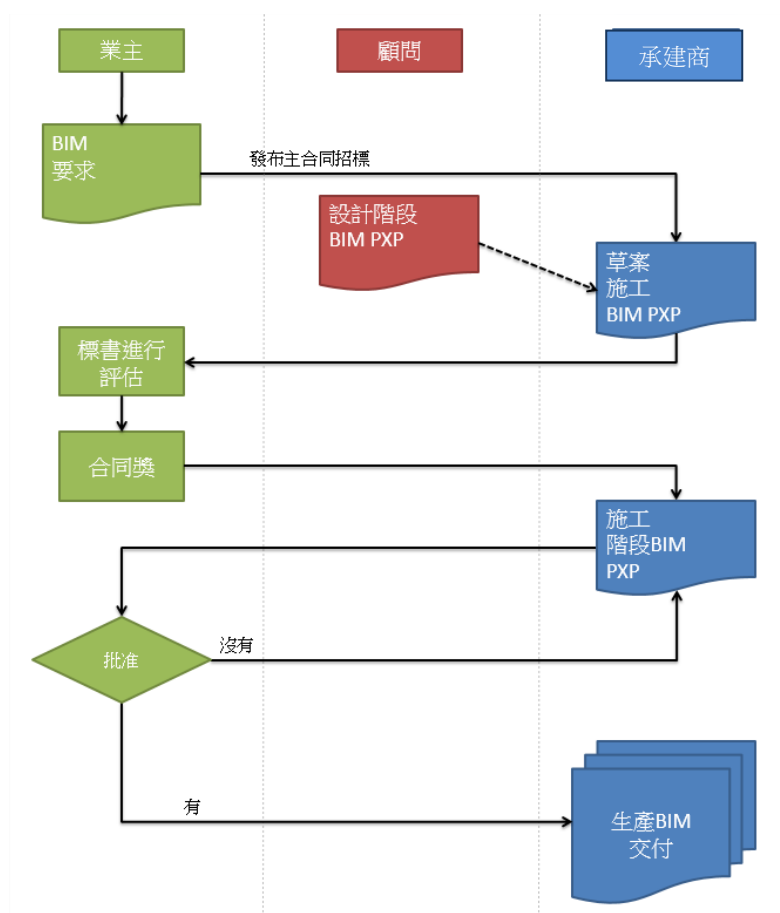 業主
顧問
承建商
BIM
要求
發布主合同招標
設計階段
BIM PXP
草案
施工
BIM PXP
標書進行
評估
合同獎
施工
階段BIM
PXP
批准
沒有
有
生產BIM
交付